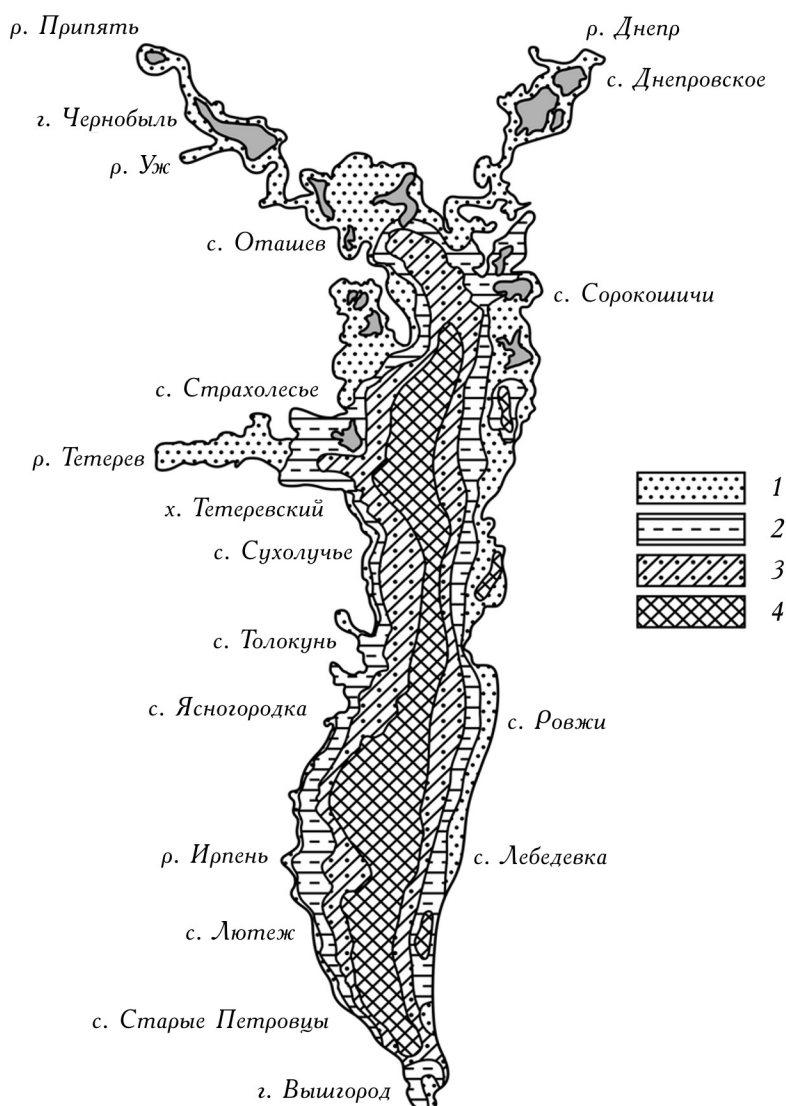 р. Припять
р. Днепр
с. Днепровское
г. Чернобыль
р. Уж
с. Оташев
с. Сорокошичи
с. Страхолесье
р. Тетерев
х. Тетеревский
с. Сухолучье
1
2
3
4
с. Толокунь
с. Ясногородка
с. Ровжи
р. Ирпень
с. Лебедевка
с. Лютеж
с. Старые Петровцы
г. Вышгород